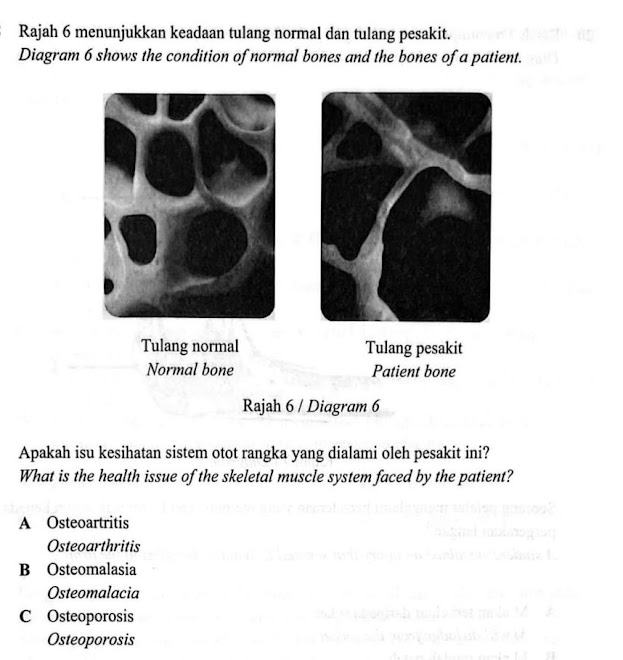 Rajah 6 menunjukkan keadaan tulang normal dan tulang pesakit.
Diagram 6 shows the condition of normal bones and the bones of a patient.
Tulang normal
Normal bone
Tulang pesakit
Patient bone
Rajah 6 / Diagram 6
Apakah isu kesihatan sistem otot rangka yang dialami oleh pesakit ini?
What is the health issue of the skeletal muscle system faced by the patient?
A Osteoartritis
Osteoarthritis
B Osteomalasia
Osteomalacia
C Osteoporosis
Osteoporosis